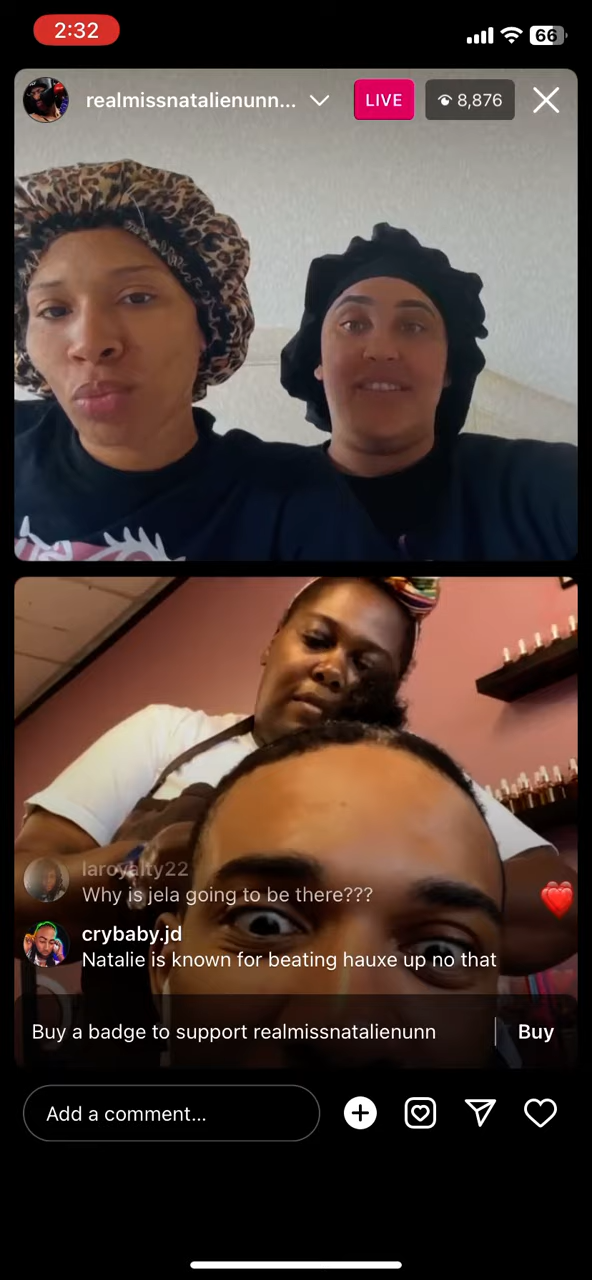 2:32
66
realmissnatalienunn...
LIVE
8,876
laroyalty22
Why is jela going to be there???
crybaby.jd
Natalie is known for beating hauxe up no that
Buy a badge to support realmissnatalienunn
Buy
Add a comment...